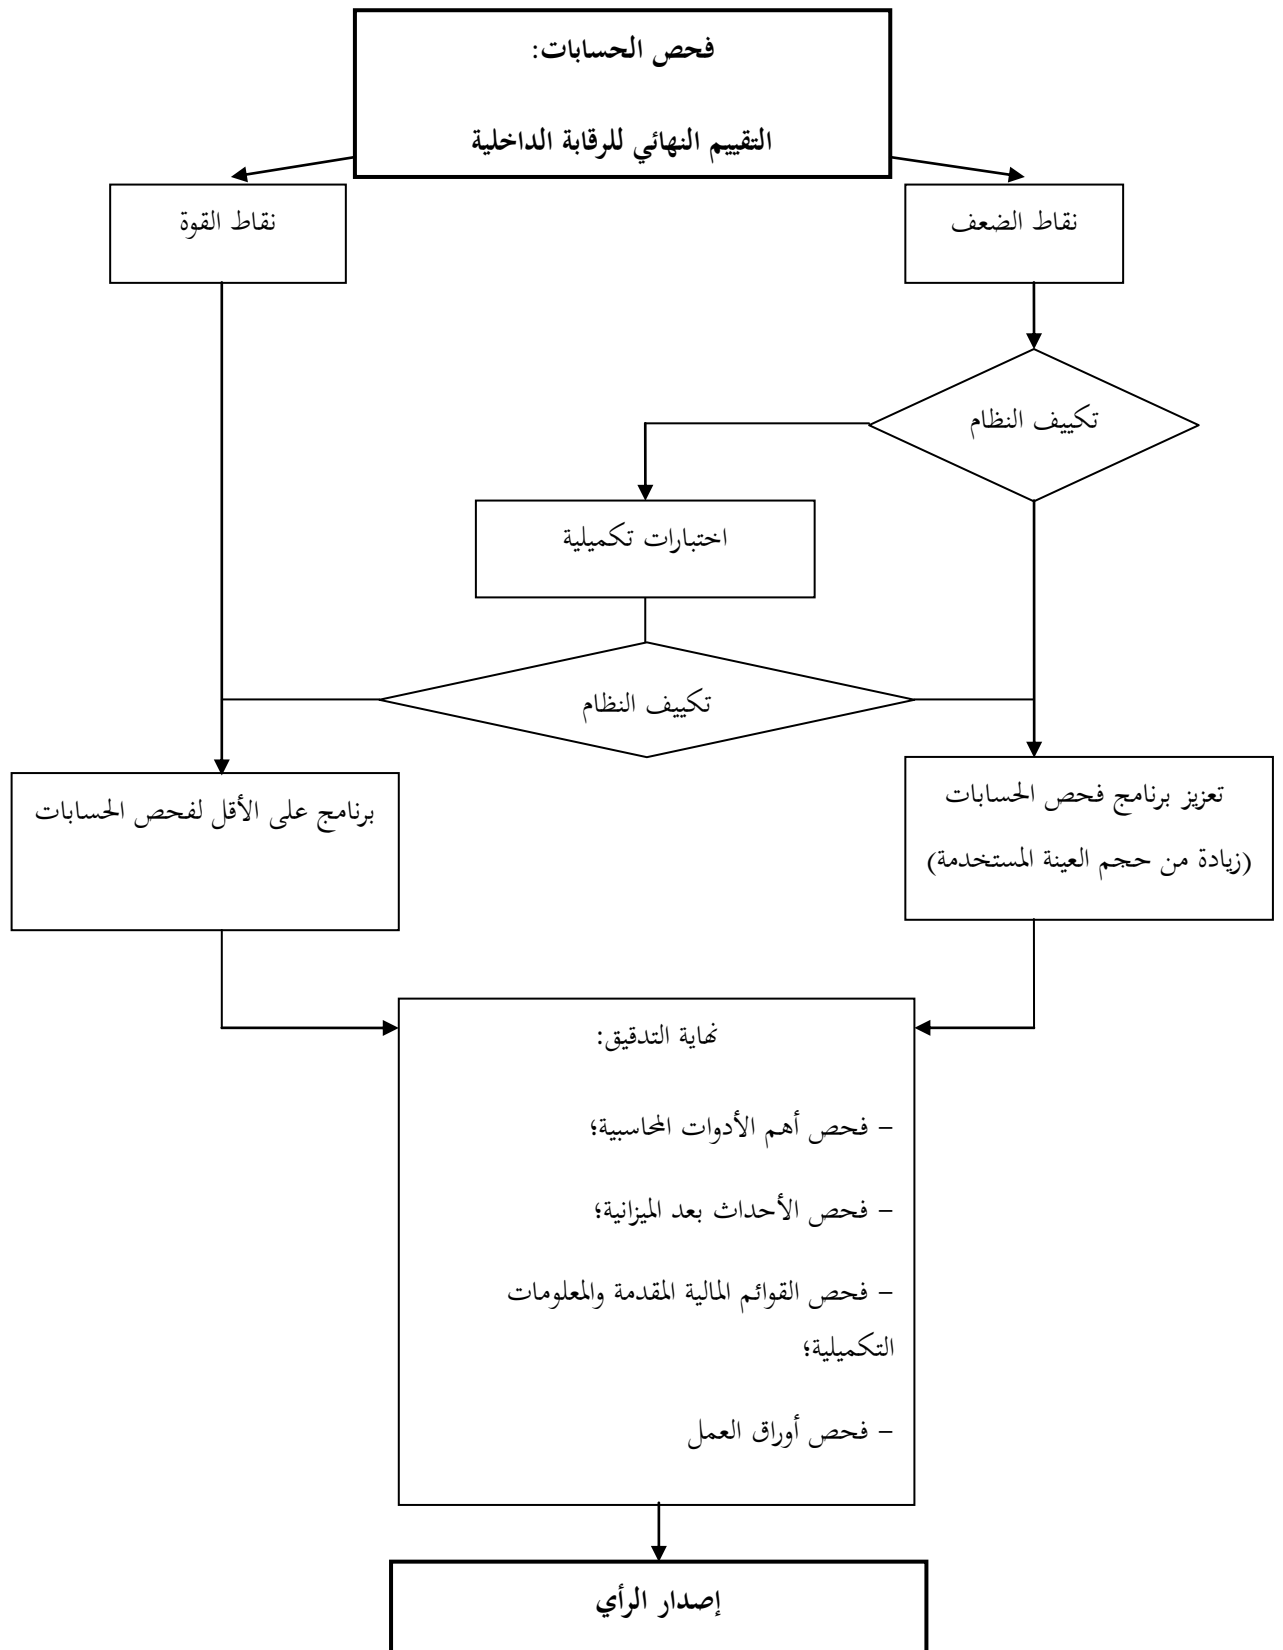 فحص الحسابات:
التقييم النهائي للرقابة الداخلية
نقاط الضعف
نقاط القوة
تكييف النظام
اختبارات تكميلية
تكييف النظام
تعزيز برنامج فحص الحسابات
(زيادة من حجم العينة المستخدمة)
برنامج على الأقل لفحص الحسابات
نهاية التدقيق:
– فحص أهم الأدوات المحاسبية؛
– فحص الأحداث بعد الميزانية؛
– فحص القوائم المالية المقدمة والمعلومات
التكميلية؛
– فحص أوراق العمل
إصدار الرأي